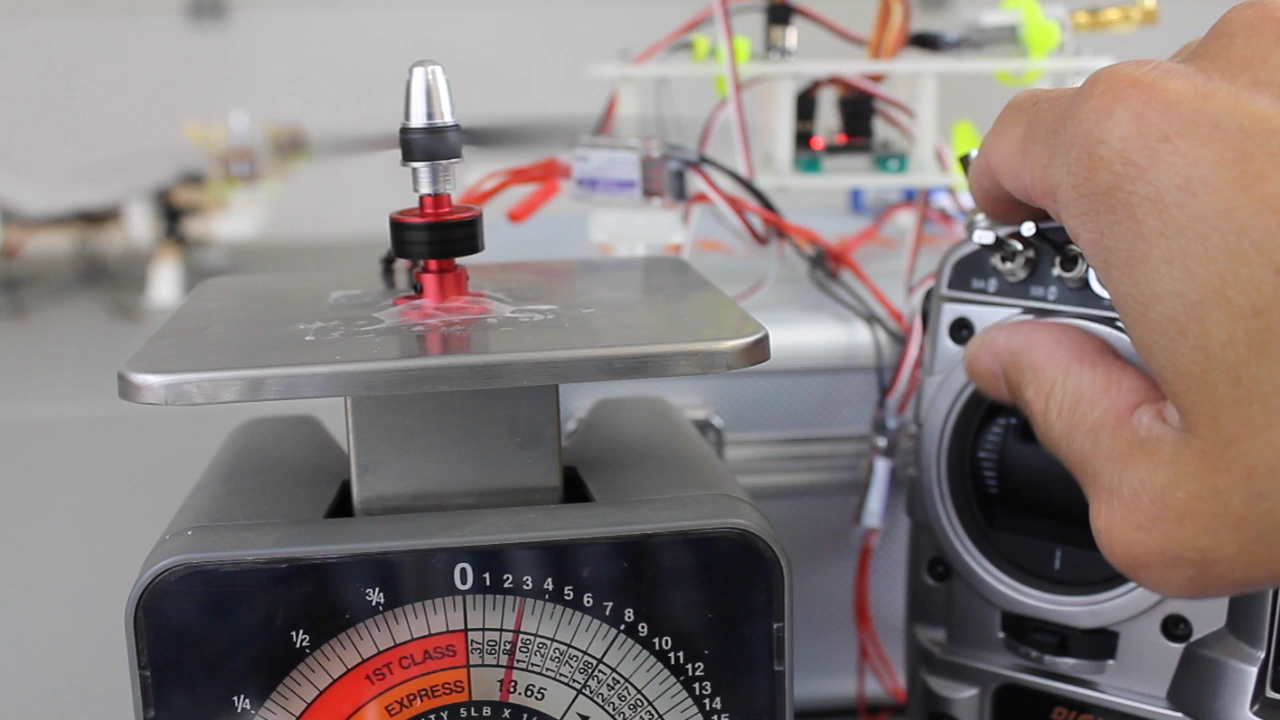 0 1 2 3 4 5 6 7 8 9 10 11 12 13 14 15
3/4
1/2
1/4
1ST CLASS
.37 .60 .83 1.06 1.29 1.52 1.75 1.98 2.21 2.44 2.67 2.90
EXPRESS
13.65
5LB X